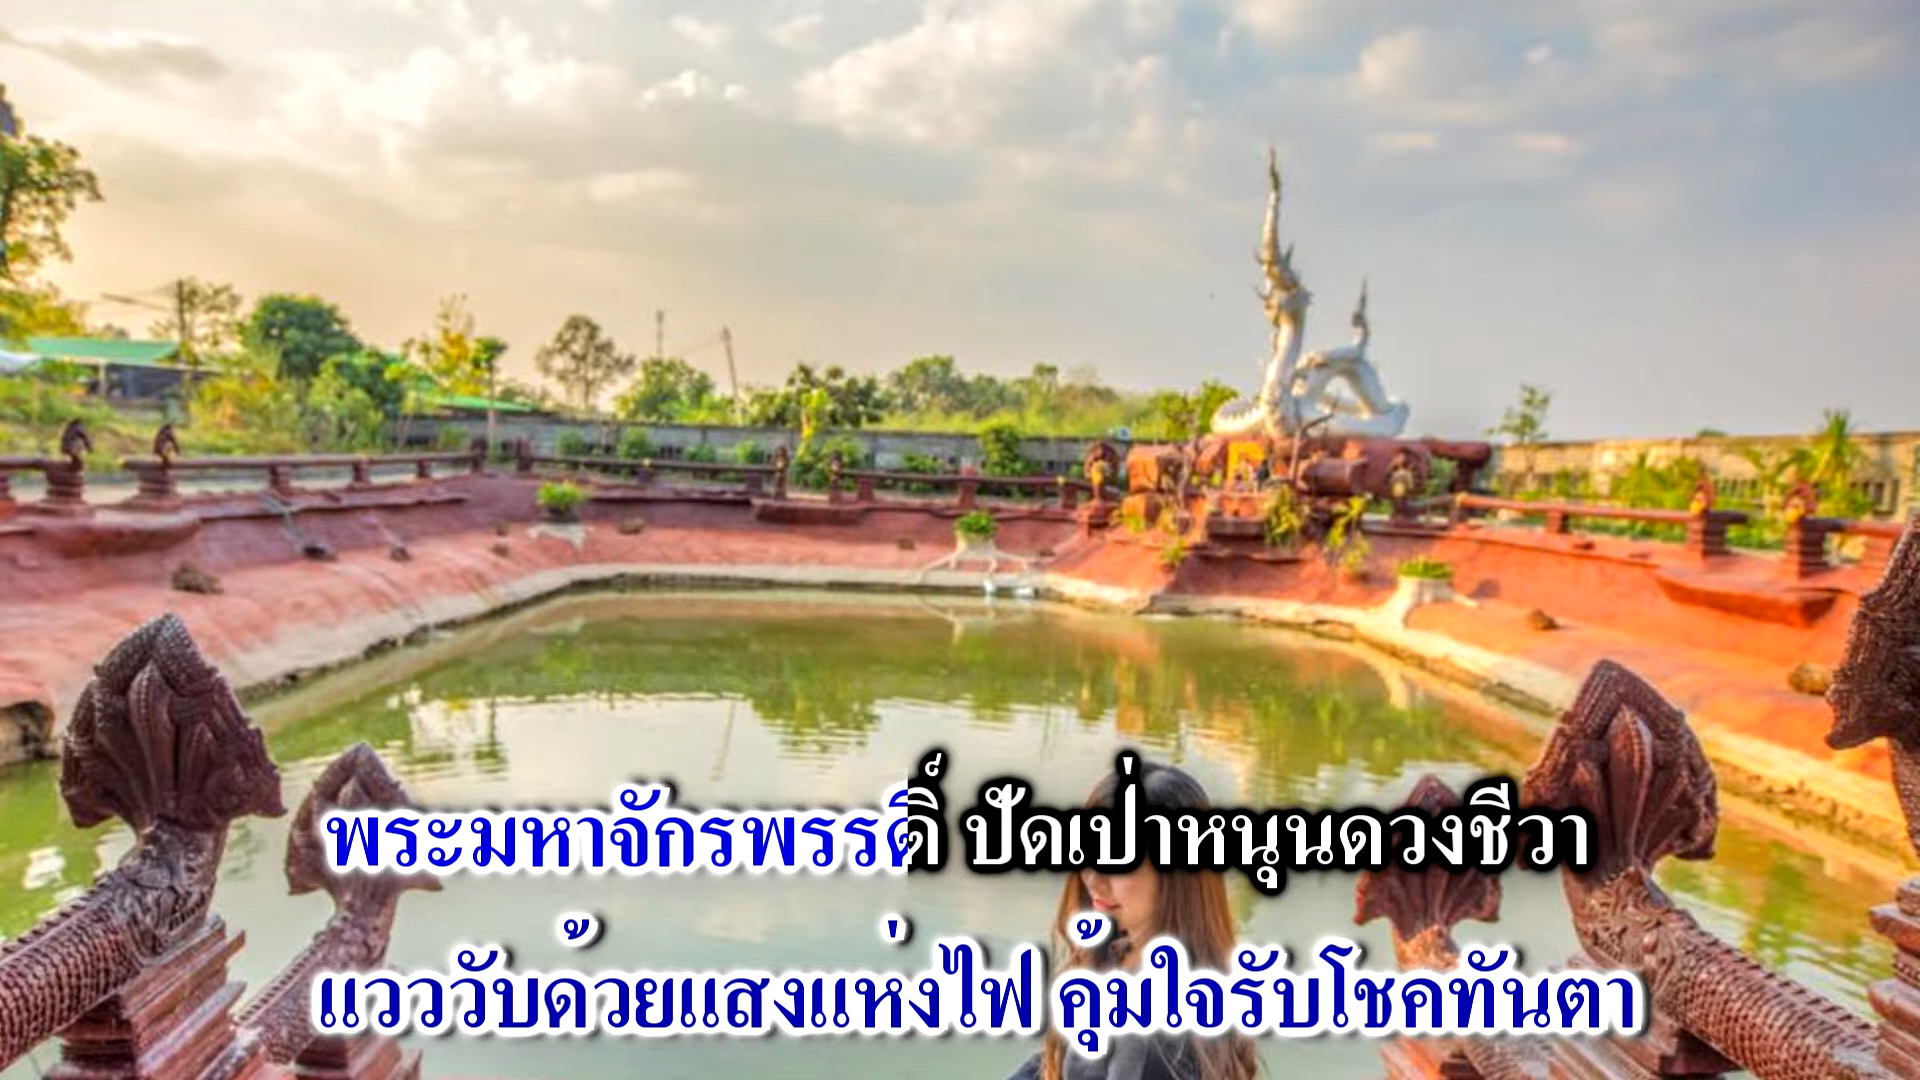 พระมหาจักรพรรดิ์ ปัดเป่าหนุนดวงชีวา
แวววับด้วยแสงแห่งไฟ คุ้มใจรับโชคทันตา